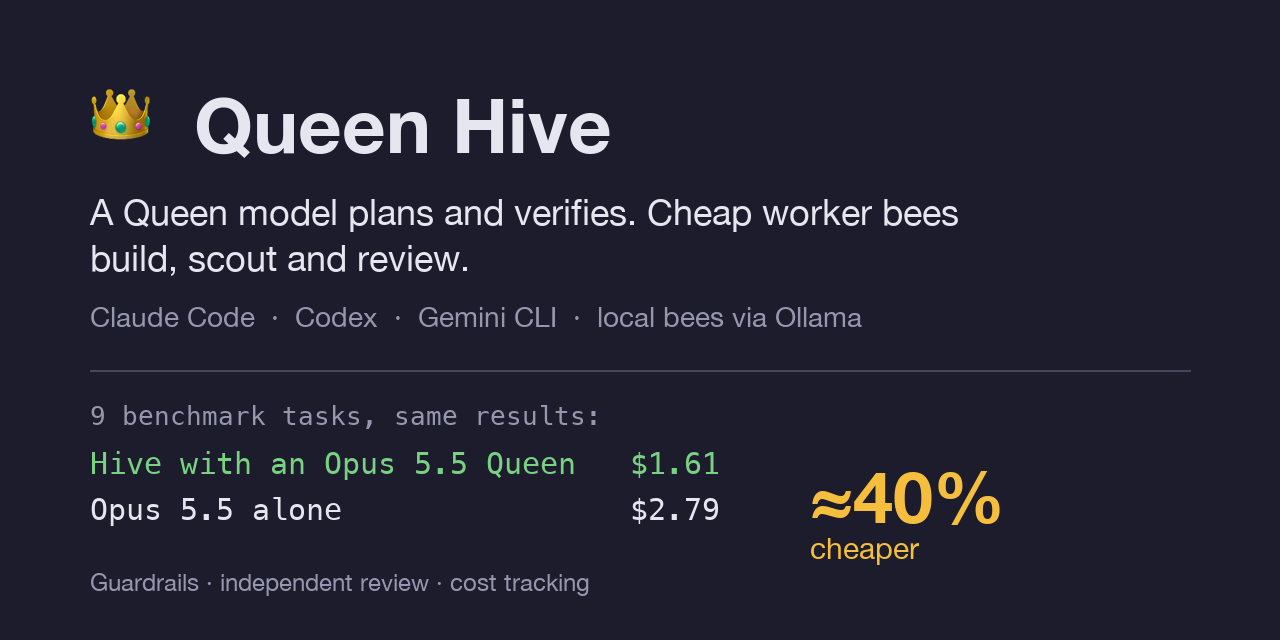 Queen Hive
A Queen model plans and verifies. Cheap worker bees
build, scout and review.
Claude Code · Codex · Gemini CLI · local bees via Ollama
9 benchmark tasks, same results:
Hive with an Opus 5.5 Queen $1.61
Opus 5.5 alone $2.79
≈40%
cheaper
Guardrails · independent review · cost tracking